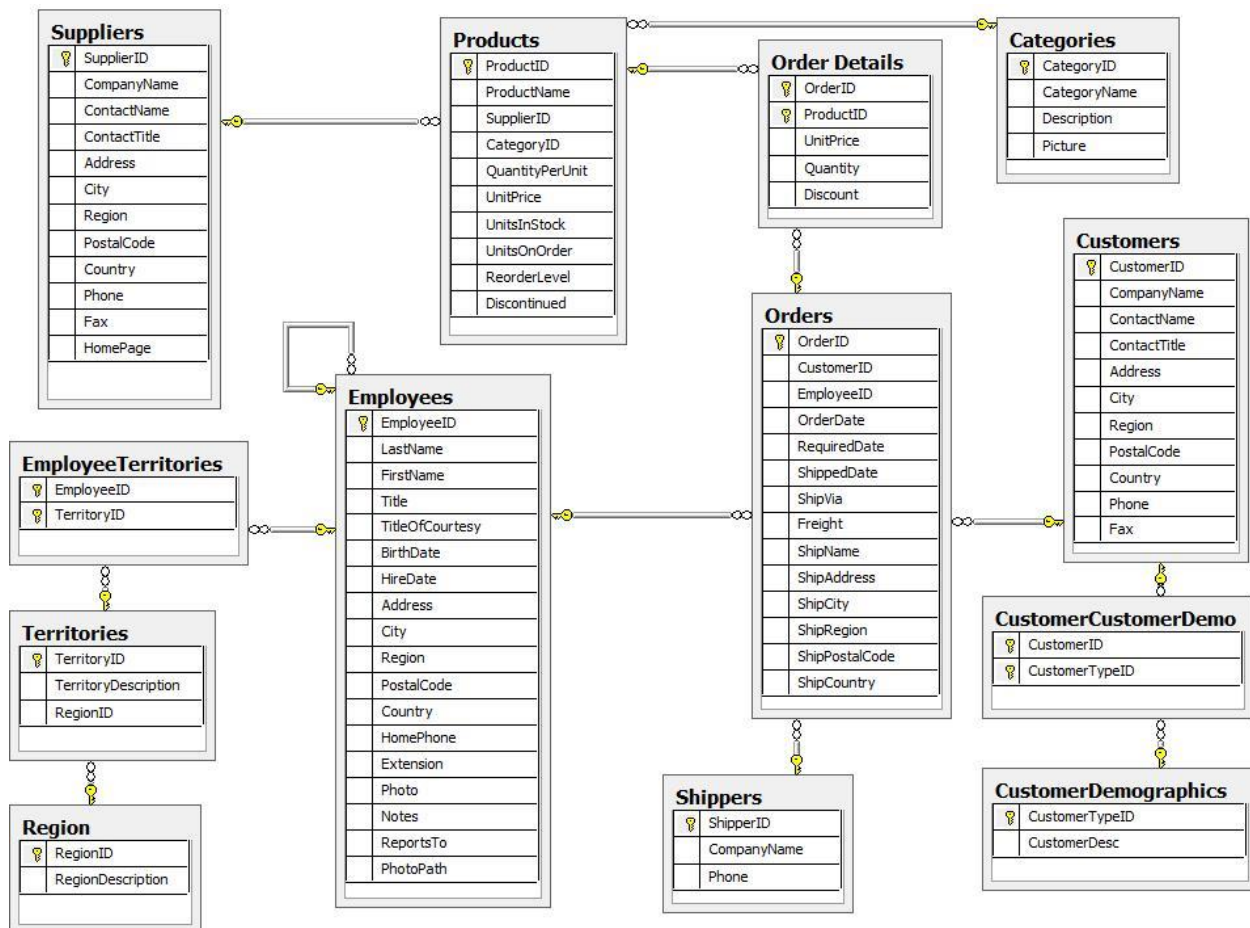 Suppliers
SupplierID
CompanyName
ContactName
ContactTitle
Address
City
Region
PostalCode
Country
Phone
Fax
HomePage
Products
ProductID
ProductName
SupplierID
CategoryID
QuantityPerUnit
UnitPrice
UnitsInStock
UnitsOnOrder
ReorderLevel
Discontinued
Order Details
OrderID
ProductID
UnitPrice
Quantity
Discount
Categories
CategoryID
CategoryName
Description
Picture
Customers
CustomerID
CompanyName
ContactName
ContactTitle
Address
City
Region
PostalCode
Country
Phone
Fax
Orders
OrderID
CustomerID
EmployeeID
OrderDate
RequiredDate
ShippedDate
ShipVia
Freight
ShipName
ShipAddress
ShipCity
ShipRegion
ShipPostalCode
ShipCountry
Employees
EmployeeID
LastName
FirstName
Title
TitleOfCourtesy
BirthDate
HireDate
Address
City
Region
PostalCode
Country
HomePhone
Extension
Photo
Notes
ReportsTo
PhotoPath
EmployeeTerritories
EmployeeID
TerritoryID
Territories
TerritoryID
TerritoryDescription
RegionID
Region
RegionID
RegionDescription
Shippers
ShipperID
CompanyName
Phone
CustomerCustomerDemo
CustomerID
CustomerTypeID
CustomerDemographics
CustomerTypeID
CustomerDesc